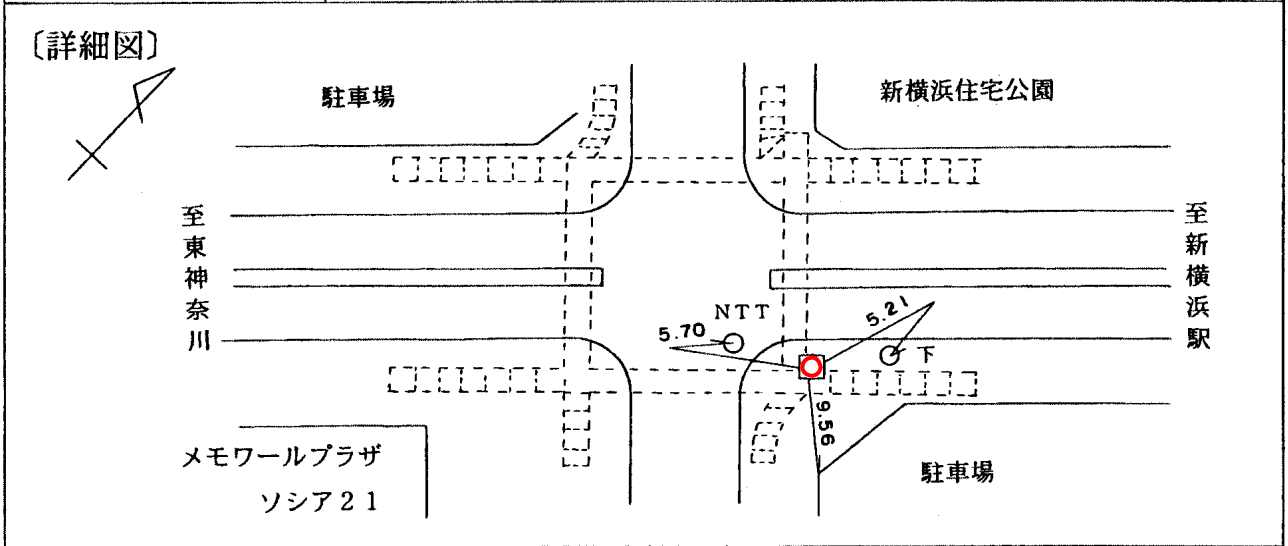 〔詳細図〕
駐車場
新横浜住宅公園
至東神奈川
至新横浜駅
NTT
5.70
5.21
下
9.56
メモワールプラザ
ソシア21
駐車場